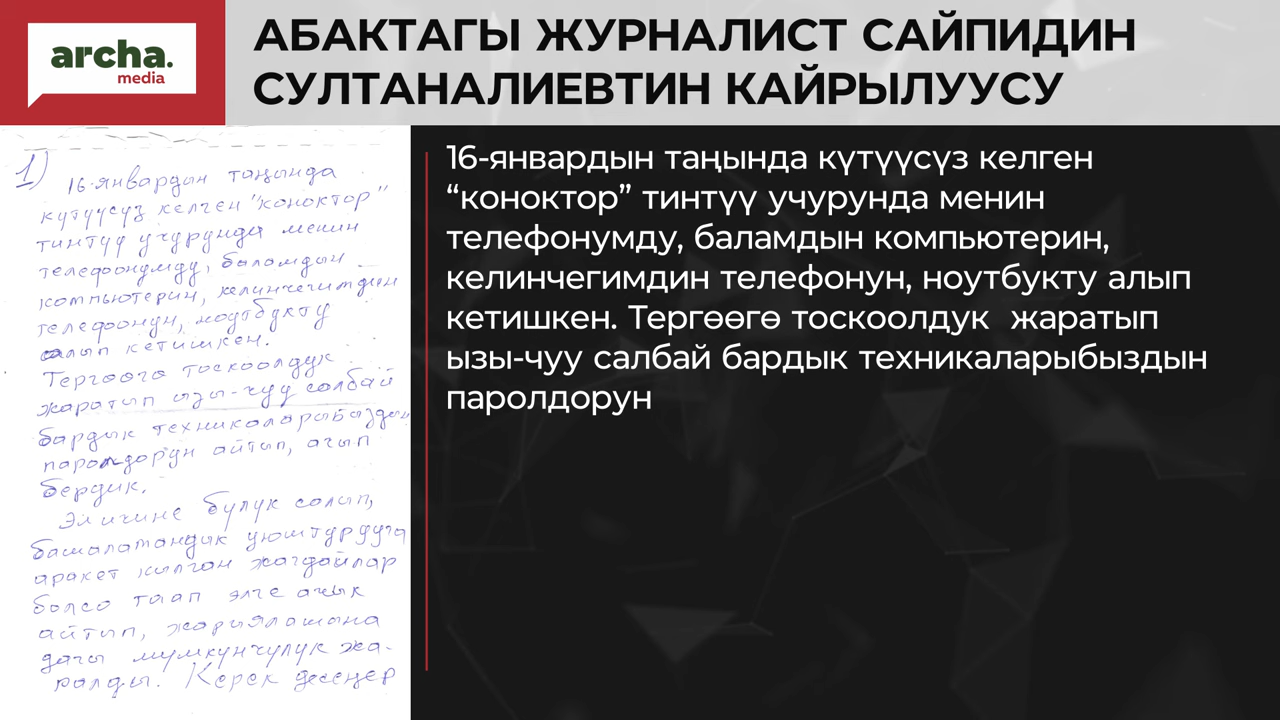 archa.
media
АБАКТАГЫ ЖУРНАЛИСТ САЙПИДИН
СУЛТАНАЛИЕВТИН КАЙРЫЛУУСУ
1)
16-январдын таңында
күтүүсүз келген "коноктор"
тинтүү учурунда менин
телефонумду, баламдын
компьютерин, келинчегимдин
телефонун, ноутбукту
алып кетишкен.
Тергөөгө тоскоолдук
жаратып ызы-чуу салбай
бардык техникаларыбыздын
паролдорун айтып, ачып
бердик.
Эл ичине бүлүк салып,
башаламандык уюштурууга
аракет кылган жагдайлар
болсо таап элге ачык
айтып, жарыялашына
дагы мүмкүнчүлүк жа-
ралды. Керек десеңер
16-январдын таңында күтүүсүз келген
“коноктор” тинтүү учурунда менин
телефонумду, баламдын компьютерин,
келинчегимдин телефонун, ноутбукту алып
кетишкен. Тергөөгө тоскоолдук жаратып
ызы-чуу салбай бардык техникаларыбыздын
паролдорун